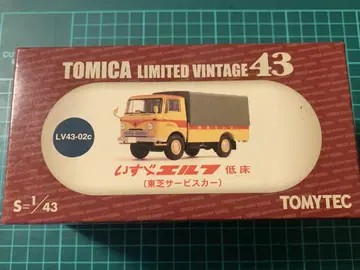 TOMICA LIMITED VINTAGE 43
LV43-02c
いすゞエルフ 低床
(東芝サービスカー)
S=1/43
TOMYTEC